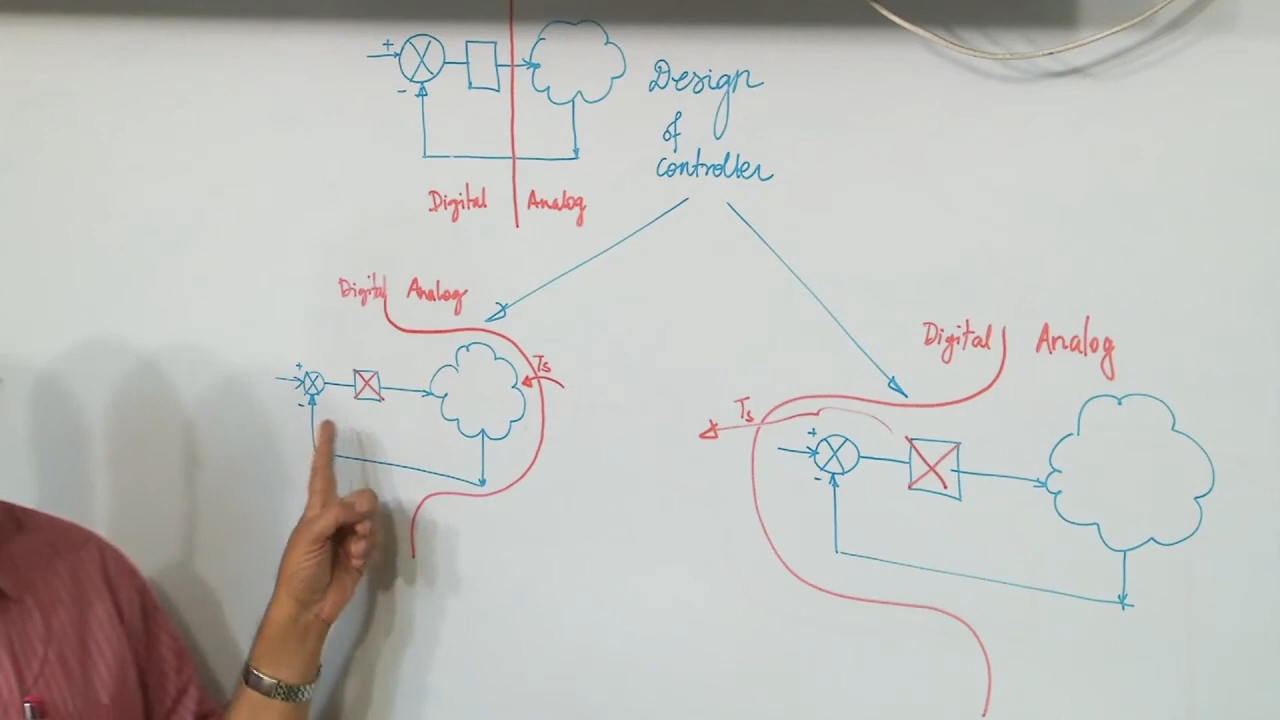 +
-
Design
of
controller
Digital Analog
Digital Analog
Ts
+
-
Digital Analog
Ts
+
-